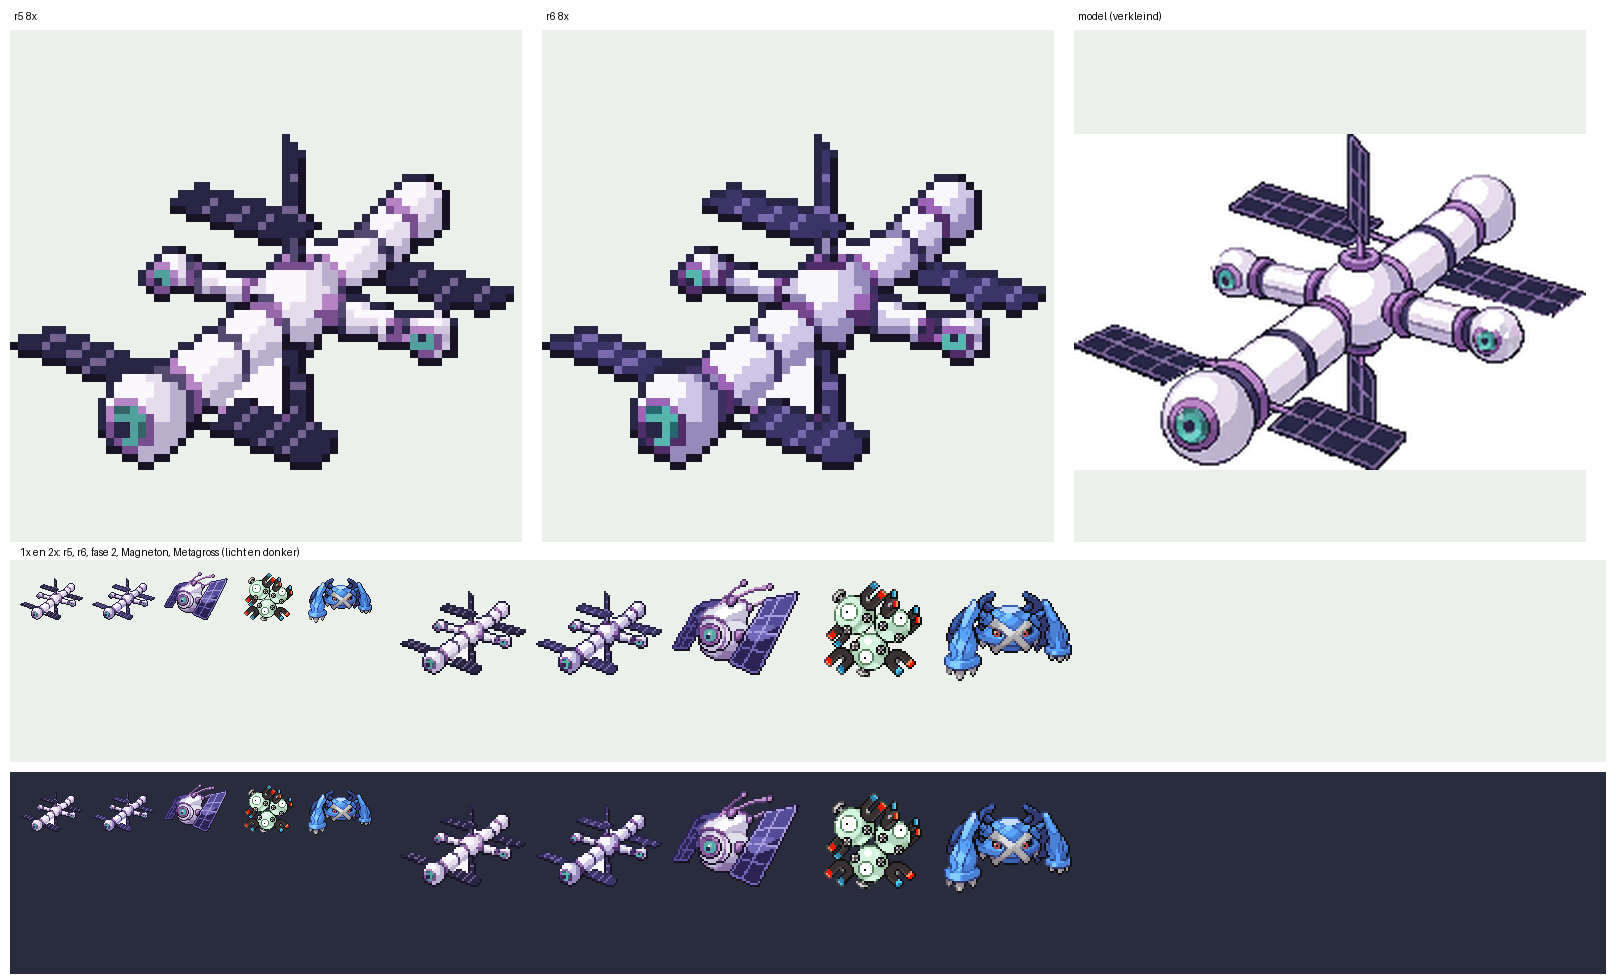 r5 8x
r6 8x
model (verkleind)
1x en 2x: r5, r6, fase 2, Magneton, Metagross (licht en donker)